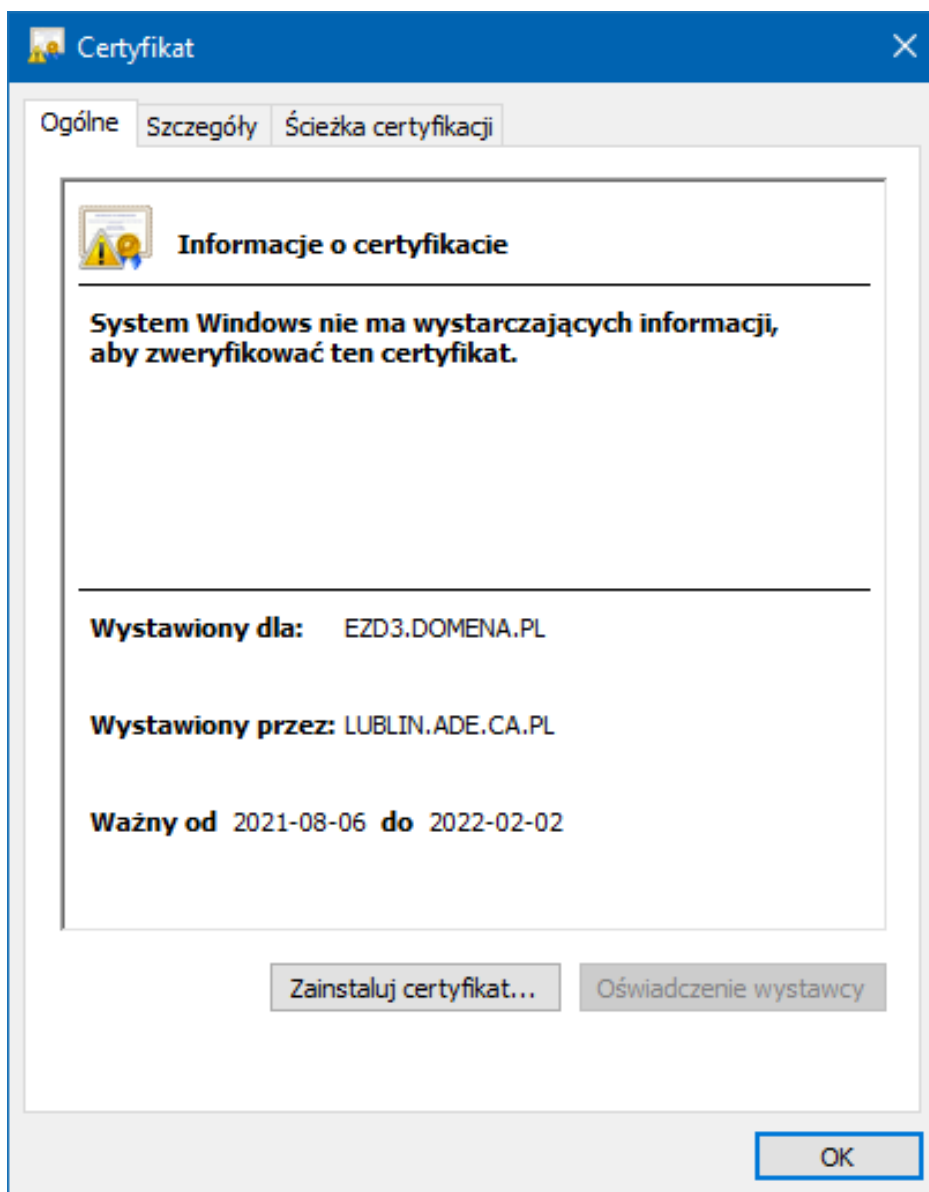 Certyfikat
Ogólne Szczegóły Ścieżka certyfikacji
Informacje o certyfikacie
System Windows nie ma wystarczających informacji,
aby zweryfikować ten certyfikat.
Wystawiony dla: EZD3.DOMENA.PL
Wystawiony przez: LUBLIN.ADE.CA.PL
Ważny od 2021-08-06 do 2022-02-02
Zainstaluj certyfikat... Oświadczenie wystawcy
OK